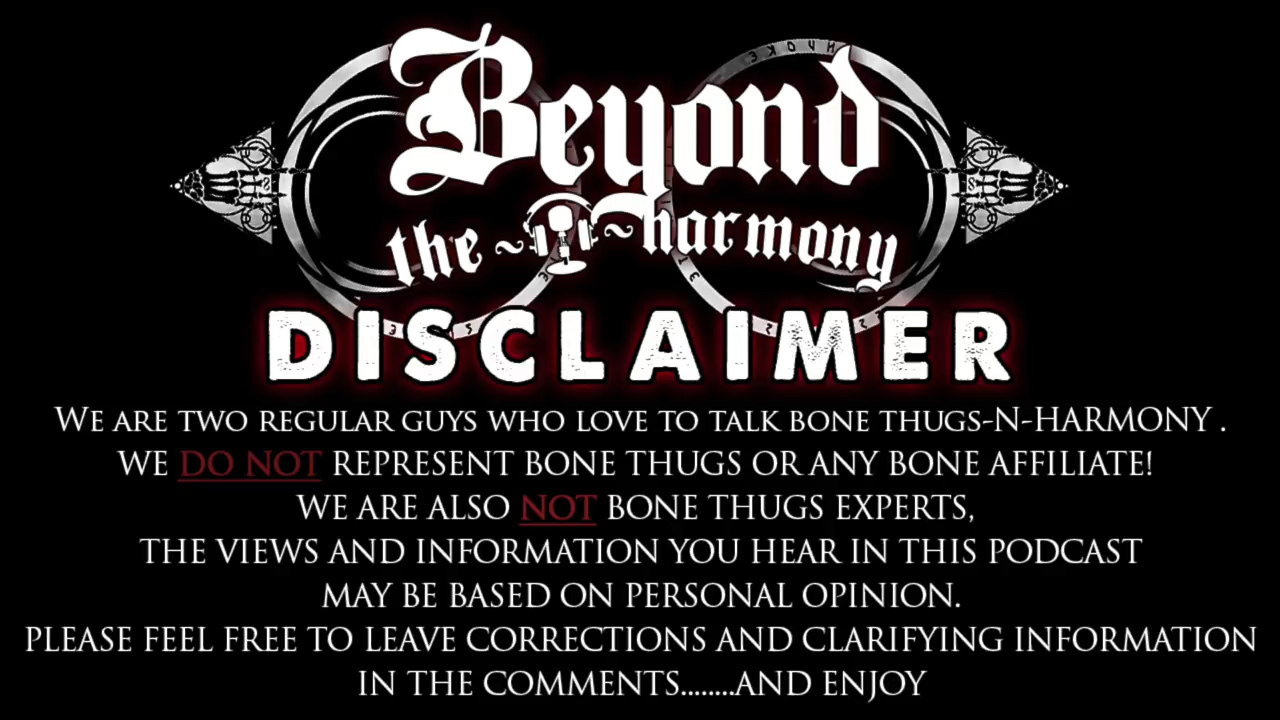 Beyond
the ~ ~ harmony
DISCLAIMER
WE ARE TWO REGULAR GUYS WHO LOVE TO TALK BONE THUGS-N-HARMONY .
WE DO NOT REPRESENT BONE THUGS OR ANY BONE AFFILIATE!
WE ARE ALSO NOT BONE THUGS EXPERTS,
THE VIEWS AND INFORMATION YOU HEAR IN THIS PODCAST
MAY BE BASED ON PERSONAL OPINION.
PLEASE FEEL FREE TO LEAVE CORRECTIONS AND CLARIFYING INFORMATION
IN THE COMMENTS........AND ENJOY